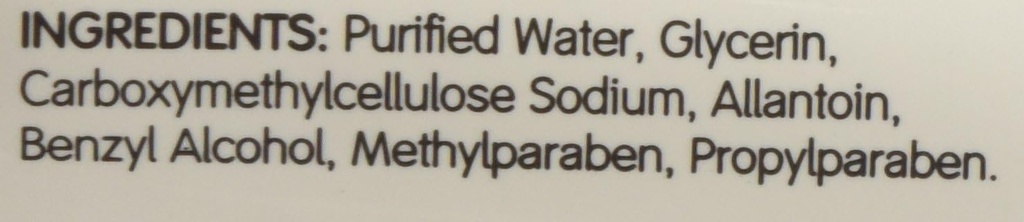 INGREDIENTS: Purified Water, Glycerin,
Carboxymethylcellulose Sodium, Allantoin,
Benzyl Alcohol, Methylparaben, Propylparaben.